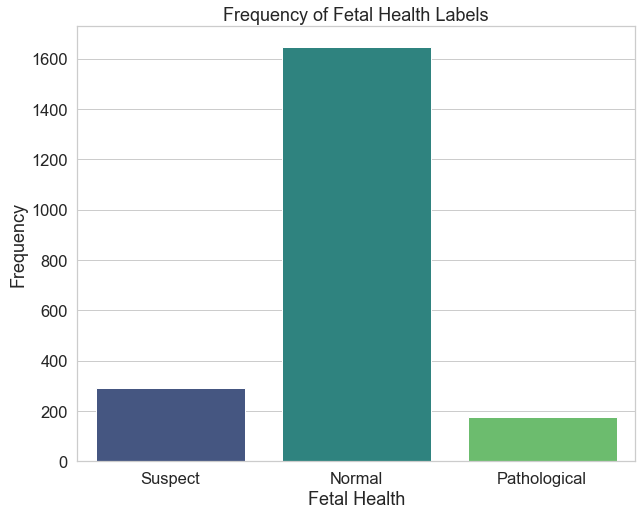 Frequency of Fetal Health Labels
Frequency
1600
1400
1200
1000
800
600
400
200
0
Suspect Normal Pathological
Fetal Health